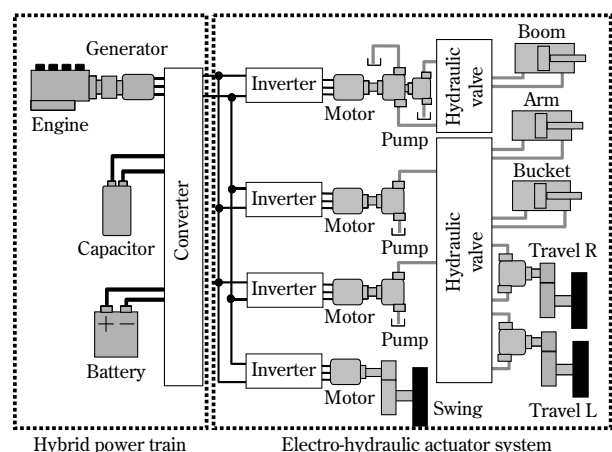 Generator
Engine
Capacitor
Battery
Converter
Hybrid power train
Inverter
Motor
Pump
Hydraulic
valve
Boom
Arm
Bucket
Inverter
Motor
Pump
Hydraulic
valve
Travel R
Inverter
Motor
Pump
Inverter
Motor
Swing
Travel L
Electro-hydraulic actuator system